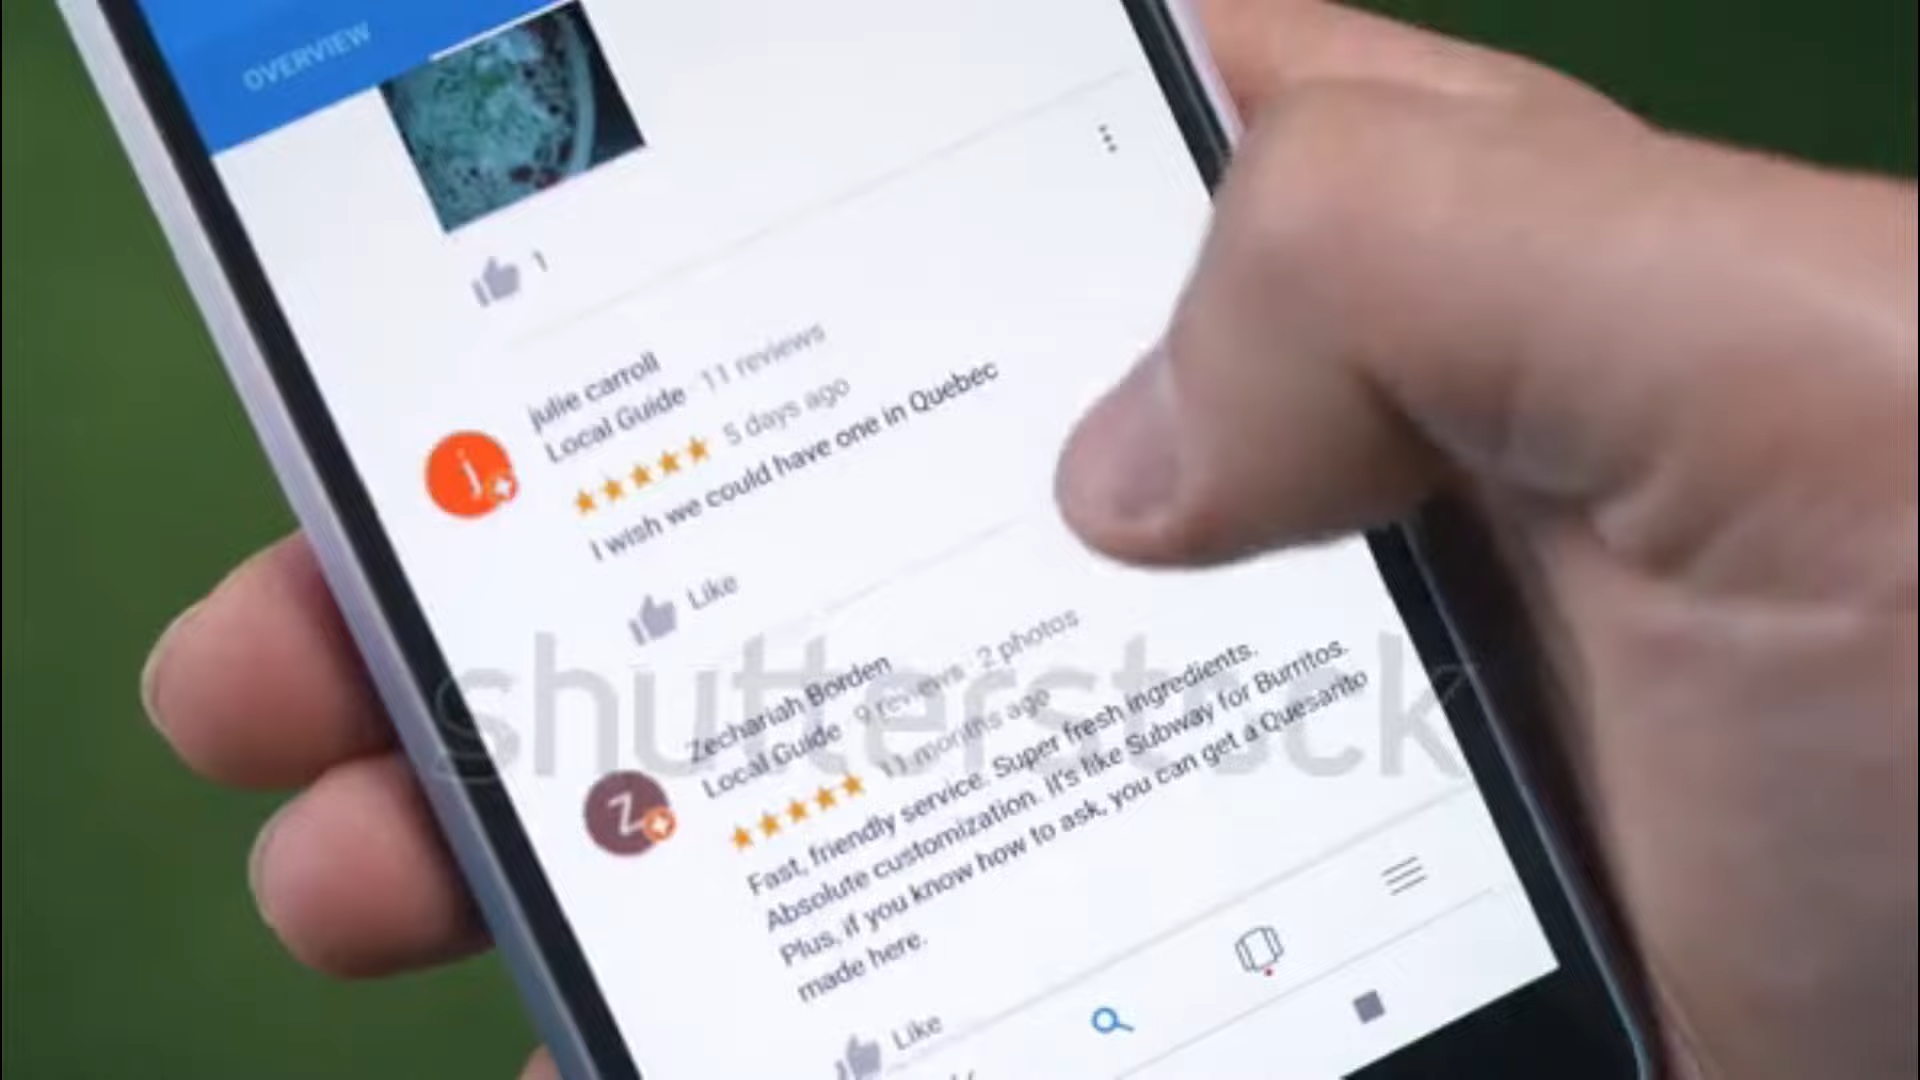 OVERVIEW
1
julie carroll
Local Guide · 11 reviews
5 days ago
I wish we could have one in Quebec
Like
Zechariah Borden
Local Guide · 9 reviews · 2 photos
11 months ago
Fast, friendly service. Super fresh ingredients.
Absolute customization. It's like Subway for Burritos.
Plus, if you know how to ask, you can get a Quesarito
made here.
Like
j
Z
shutterstock